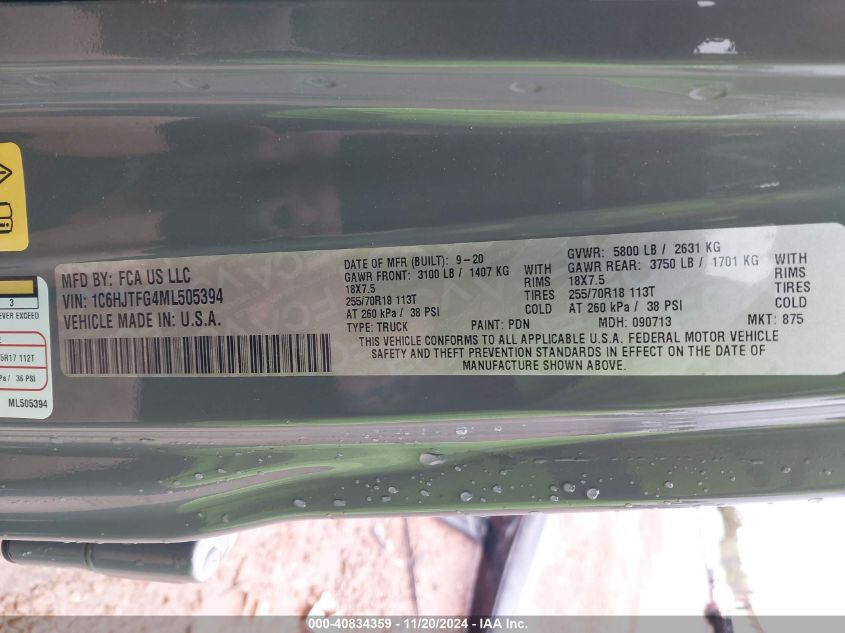 MFD BY: FCA US LLC
VIN: 1C6HJTFG4ML505394
VEHICLE MADE IN: U.S.A.
DATE OF MFR (BUILT): 9-20
GAWR FRONT: 3100 LB / 1407 KG
18X7.5
255/70R18 113T
AT 260 kPa / 38 PSI
TYPE: TRUCK
PAINT: PDN
WITH
RIMS
TIRES
COLD
GVWR: 5800 LB / 2631 KG
GAWR REAR: 3750 LB / 1701 KG
18X7.5
255/70R18 113T
AT 260 kPa / 38 PSI
MDH: 090713
WITH
RIMS
TIRES
COLD
MKT: 875
THIS VEHICLE CONFORMS TO ALL APPLICABLE U.S.A. FEDERAL MOTOR VEHICLE
SAFETY AND THEFT PREVENTION STANDARDS IN EFFECT ON THE DATE OF
MANUFACTURE SHOWN ABOVE.
3
EVER EXCEED
5R17 112T
Pa / 36 PSI
ML505394
000-40834359 - 11/20/2024 - IAA Inc.